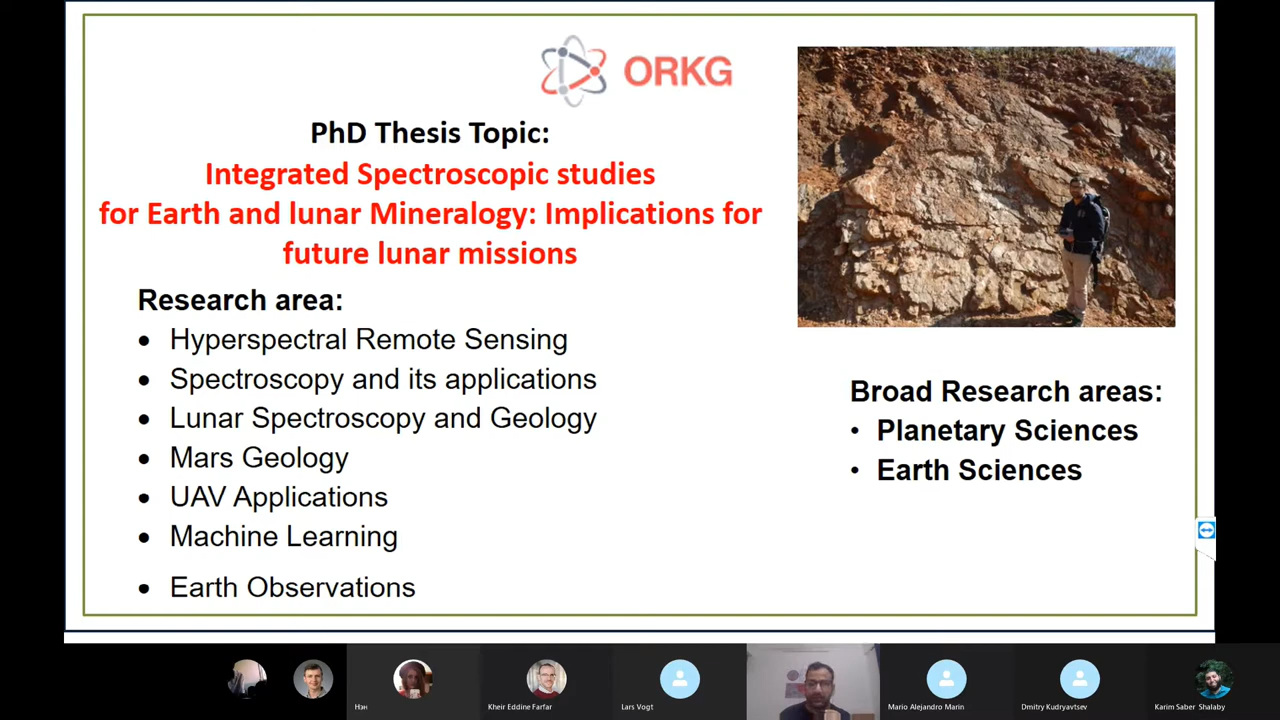 ORKG
PhD Thesis Topic:
Integrated Spectroscopic studies
for Earth and lunar Mineralogy: Implications for
future lunar missions
Research area:
• Hyperspectral Remote Sensing
• Spectroscopy and its applications
• Lunar Spectroscopy and Geology
• Mars Geology
• UAV Applications
• Machine Learning
• Earth Observations
Broad Research areas:
• Planetary Sciences
• Earth Sciences
Нэн
Kheir Eddine Farfar
Lars Vogt
Mario Alejandro Marin
Dmitry Kudryavtsev
Karim Saber Shalaby